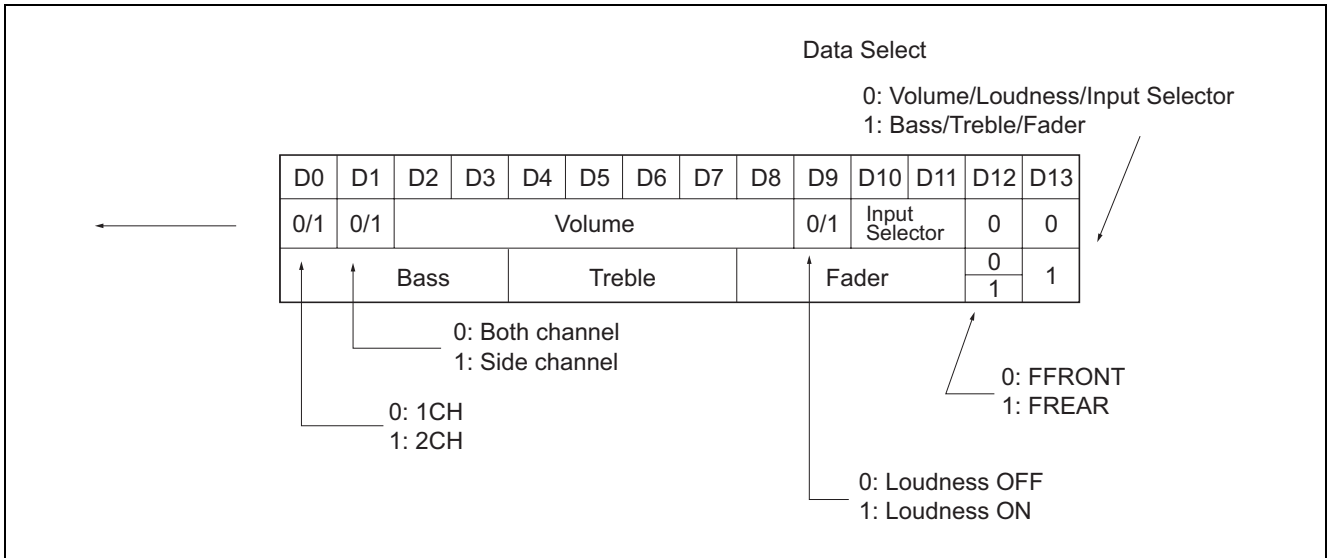 Data Select
0: Volume/Loudness/Input Selector
1: Bass/Treble/Fader
D0 D1 D2 D3 D4 D5 D6 D7 D8 D9 D10 D11 D12 D13
0/1 0/1 Volume 0/1 Input Selector 0 0
Bass Treble Fader 0 1 1
0: Both channel
1: Side channel
0: FFRONT
1: FREAR
0: 1CH
1: 2CH
0: Loudness OFF
1: Loudness ON